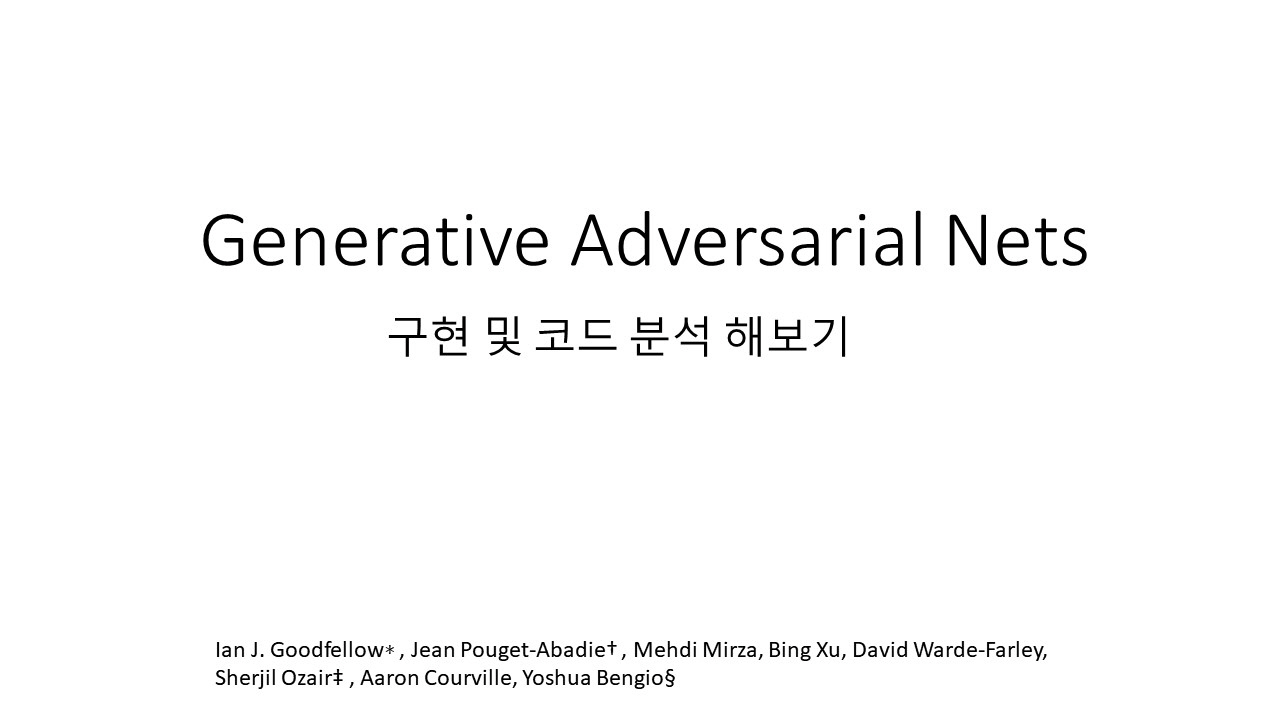 Generative Adversarial Nets
구현 및 코드 분석 해보기
Ian J. Goodfellow∗ , Jean Pouget-Abadie† , Mehdi Mirza, Bing Xu, David Warde-Farley,
Sherjil Ozair‡ , Aaron Courville, Yoshua Bengio§